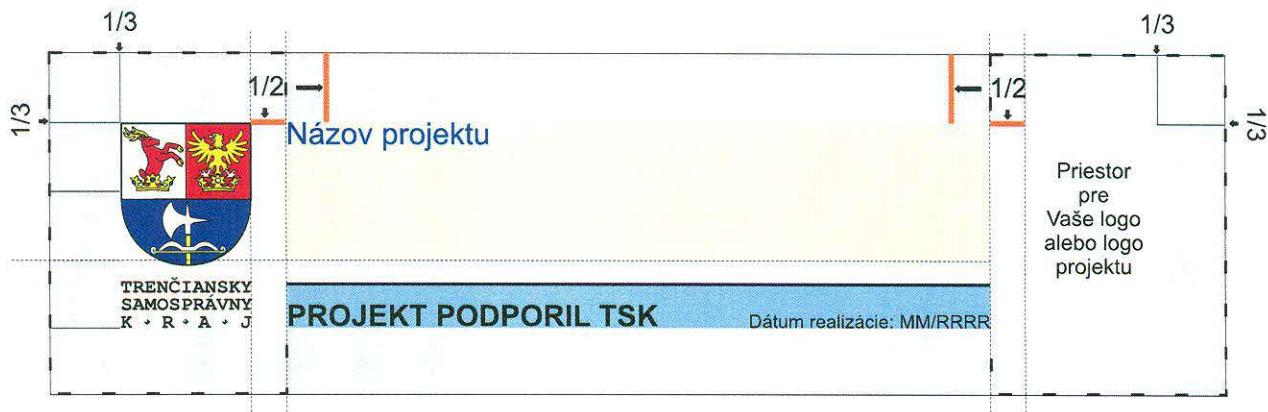 1/3
1/3
1/2
1/2
1/3
1/3
Názov projektu
Priestor
pre
Vaše logo
alebo logo
projektu
TRENČIANSKY
SAMOSPRÁVNY
K • R • A • J
PROJEKT PODPORIL TSK
Dátum realizácie: MM/RRRR